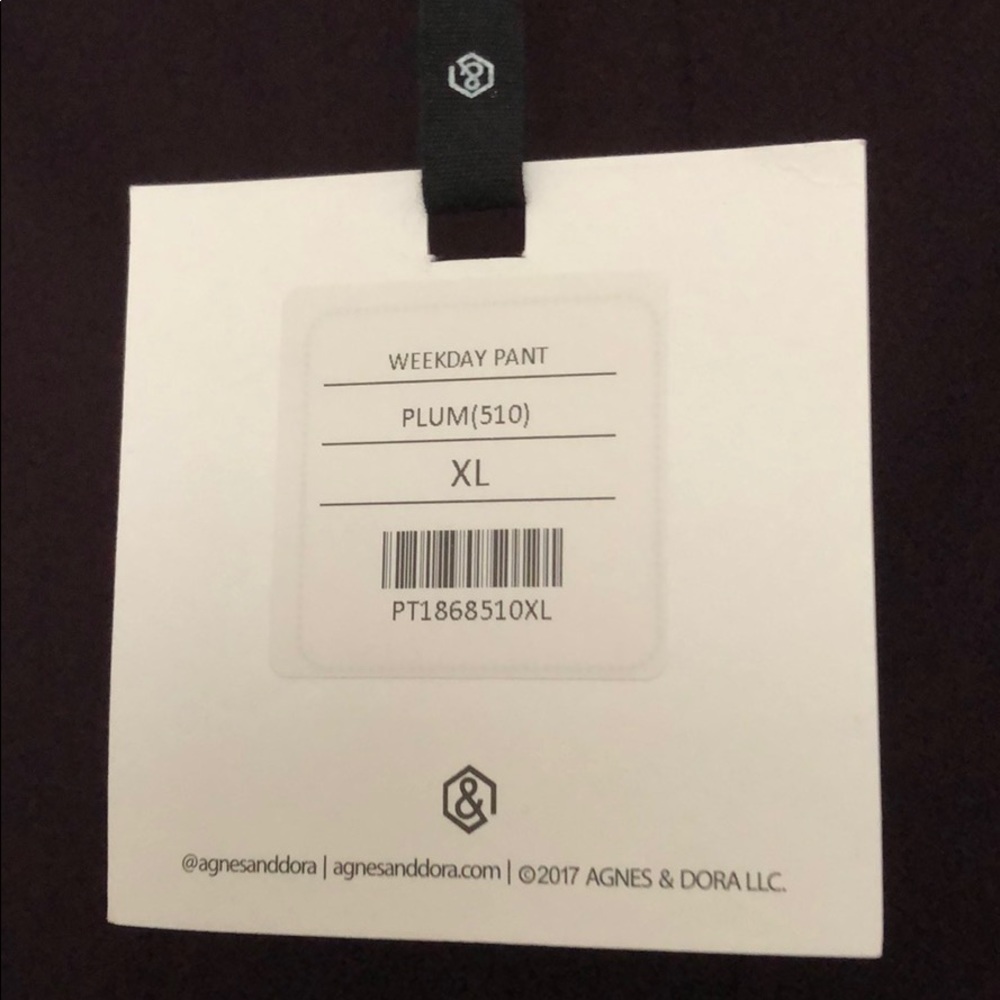 &
WEEKDAY PANT
PLUM(510)
XL
PT1868510XL
&
@agnesanddora | agnesanddora.com | ©2017 AGNES & DORA LLC.